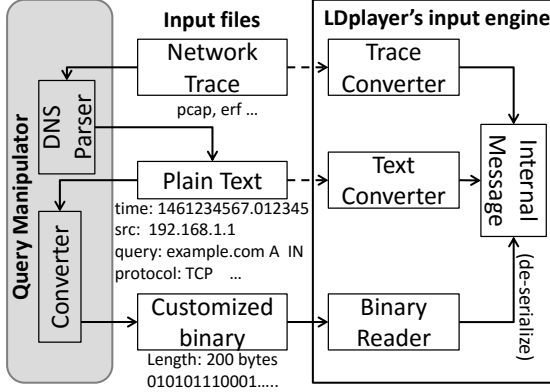 Input files
LDplayer's input engine
Query Manipulator
DNS
Parser
Converter
Network
Trace
pcap, erf ...
Plain Text
time: 1461234567.012345
src:  192.168.1.1
query: example.com A  IN
protocol: TCP    ...
Customized
binary
Length: 200 bytes
010101110001.....
Trace
Converter
Text
Converter
Binary
Reader
Internal
Message
(de-serialize)